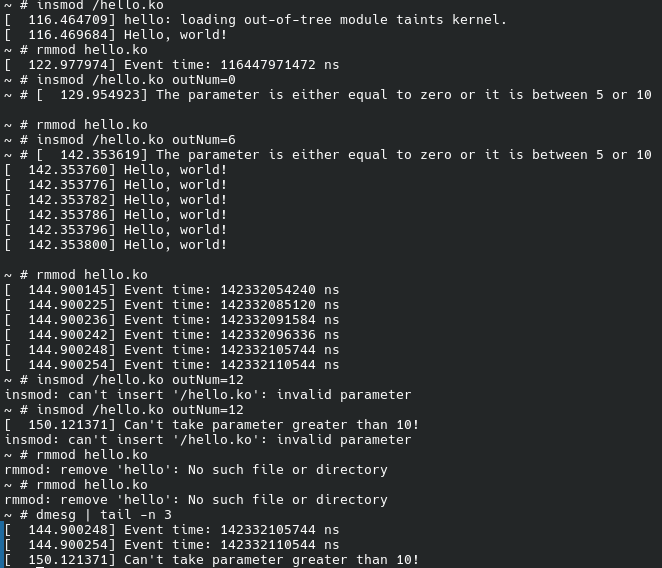 ~ # insmod /hello.ko
[  116.464709] hello: loading out-of-tree module taints kernel.
[  116.469684] Hello, world!
~ # rmmod hello.ko
[  122.977974] Event time: 116447971472 ns
~ # insmod /hello.ko outNum=0
~ # [  129.954923] The parameter is either equal to zero or it is between 5 or 10
~ # rmmod hello.ko
~ # insmod /hello.ko outNum=6
~ # [  142.353619] The parameter is either equal to zero or it is between 5 or 10
[  142.353760] Hello, world!
[  142.353776] Hello, world!
[  142.353782] Hello, world!
[  142.353786] Hello, world!
[  142.353796] Hello, world!
[  142.353800] Hello, world!
~ # rmmod hello.ko
[  144.900145] Event time: 142332054240 ns
[  144.900225] Event time: 142332085120 ns
[  144.900236] Event time: 142332091584 ns
[  144.900242] Event time: 142332096336 ns
[  144.900248] Event time: 142332105744 ns
[  144.900254] Event time: 142332110544 ns
~ # insmod /hello.ko outNum=12
insmod: can't insert '/hello.ko': invalid parameter
~ # insmod /hello.ko outNum=12
[  150.121371] Can't take parameter greater than 10!
insmod: can't insert '/hello.ko': invalid parameter
~ # rmmod hello.ko
rmmod: remove 'hello': No such file or directory
~ # rmmod hello.ko
rmmod: remove 'hello': No such file or directory
~ # dmesg | tail -n 3
[  144.900248] Event time: 142332105744 ns
[  144.900254] Event time: 142332110544 ns
[  150.121371] Can't take parameter greater than 10!